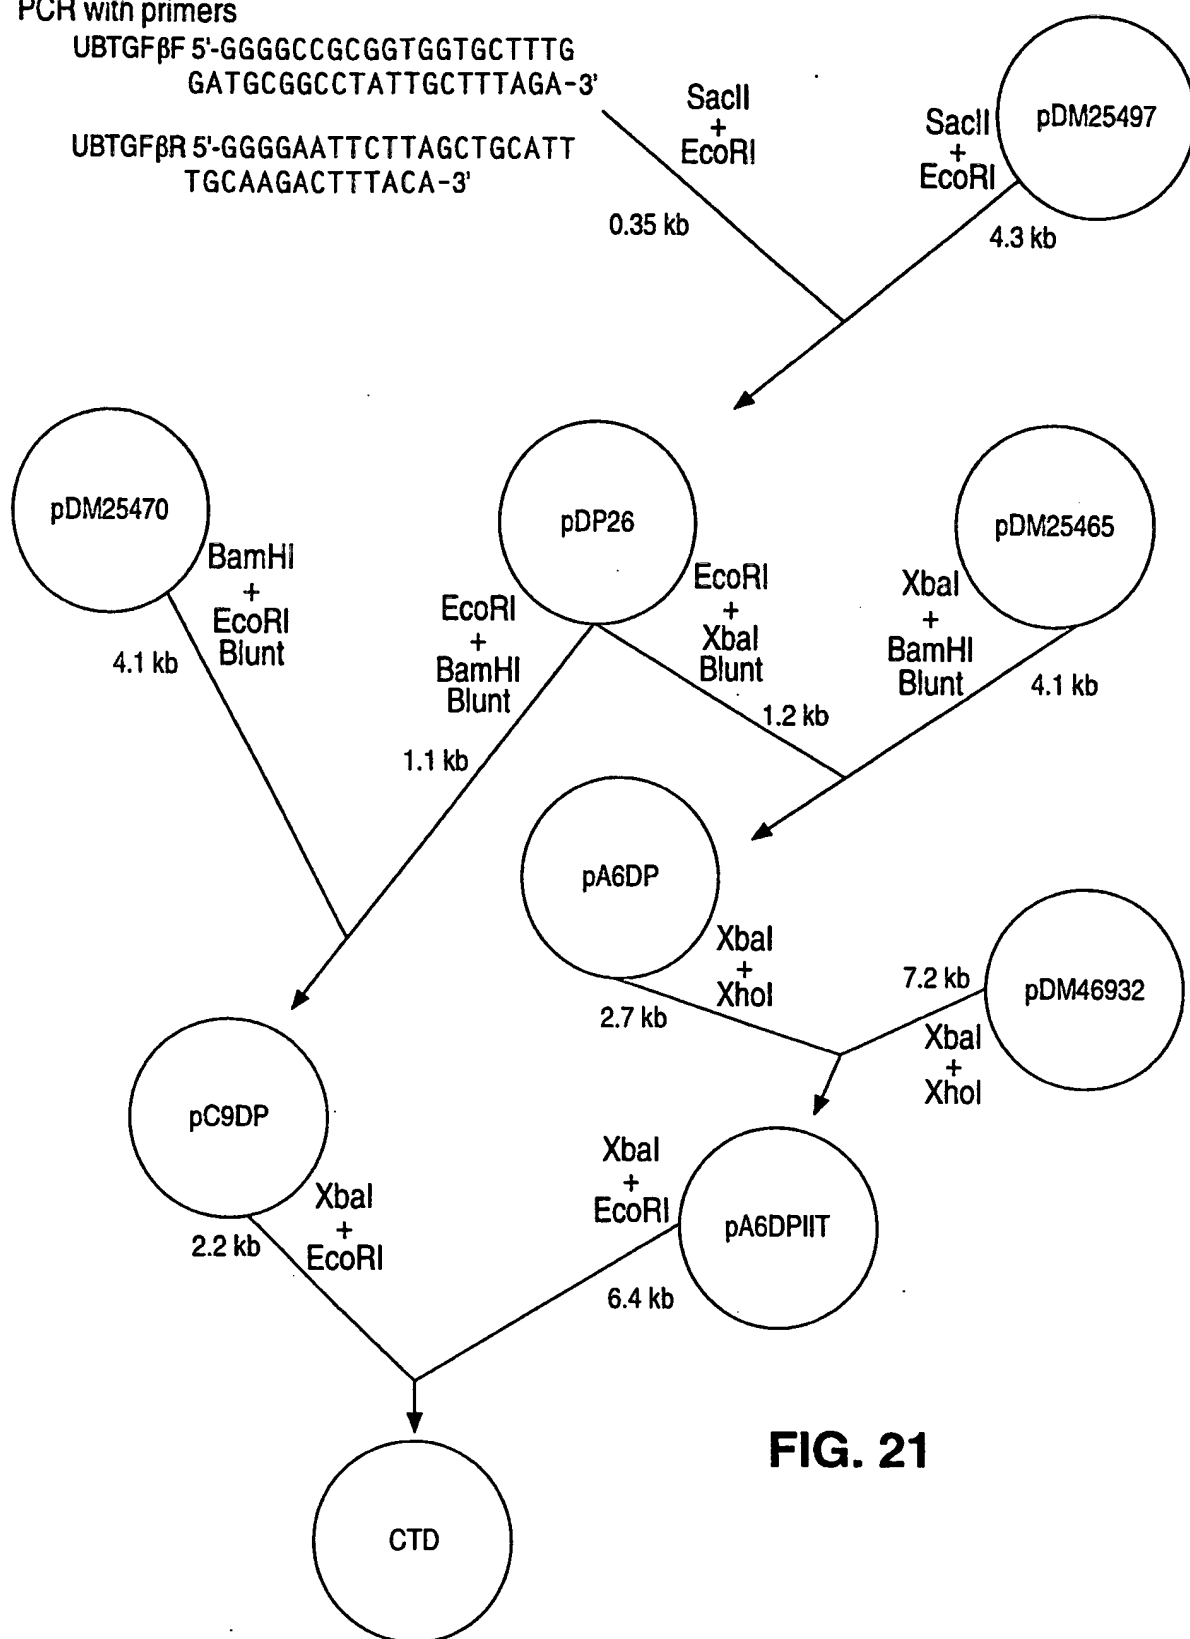 PCR with primers
UBTGFβF 5'-GGGGCCGCGGTGGTGCTTTG
GATGCGGCCTATTGCTTTAGA-3'
UBTGFβR 5'-GGGGAATTCTTAGCTGCATT
TGCAAGACTTTACA-3'
SacII
+
EcoRI
0.35 kb
SacII
+
EcoRI
pDM25497
4.3 kb
pDM25470
BamHI
+
EcoRI
Blunt
4.1 kb
pDP26
EcoRI
+
BamHI
Blunt
1.1 kb
EcoRI
+
XbaI
Blunt
1.2 kb
pDM25465
XbaI
+
BamHI
Blunt
4.1 kb
pA6DP
XbaI
+
XhoI
2.7 kb
7.2 kb
pDM46932
XbaI
+
XhoI
pC9DP
XbaI
+
EcoRI
2.2 kb
XbaI
+
EcoRI
pA6DPIIT
6.4 kb
CTD
FIG. 21